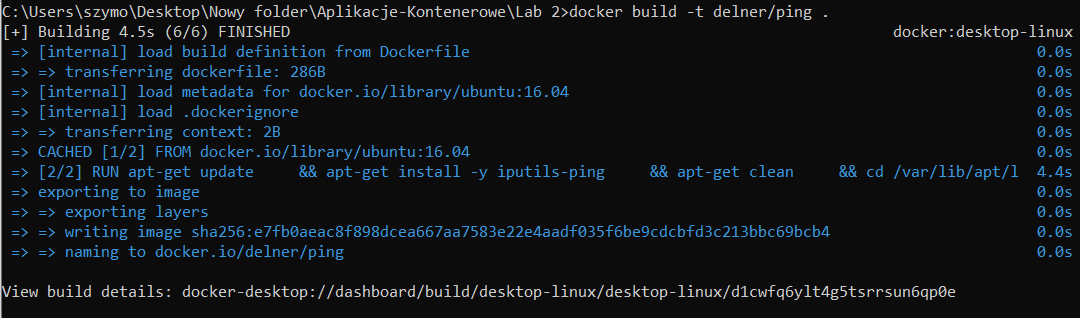 C:\Users\szymo\Desktop\Nowy folder\Aplikacje-Kontenerowe\Lab 2>docker build -t delner/ping .
[+] Building 4.5s (6/6) FINISHED docker:desktop-linux
=> [internal] load build definition from Dockerfile 0.0s
=> => transferring dockerfile: 286B 0.0s
=> [internal] load metadata for docker.io/library/ubuntu:16.04 0.0s
=> [internal] load .dockerignore 0.0s
=> => transferring context: 2B 0.0s
=> CACHED [1/2] FROM docker.io/library/ubuntu:16.04 0.0s
=> [2/2] RUN apt-get update && apt-get install -y iputils-ping && apt-get clean && cd /var/lib/apt/l 4.4s
=> exporting to image 0.0s
=> => exporting layers 0.0s
=> => writing image sha256:e7fb0aeac8f898dcea667aa7583e22e4aadf035f6be9cdcbfd3c213bbc69bcb4 0.0s
=> => naming to docker.io/delner/ping 0.0s
View build details: docker-desktop://dashboard/build/desktop-linux/desktop-linux/d1cwfq6ylt4g5tsrrsun6qp0e